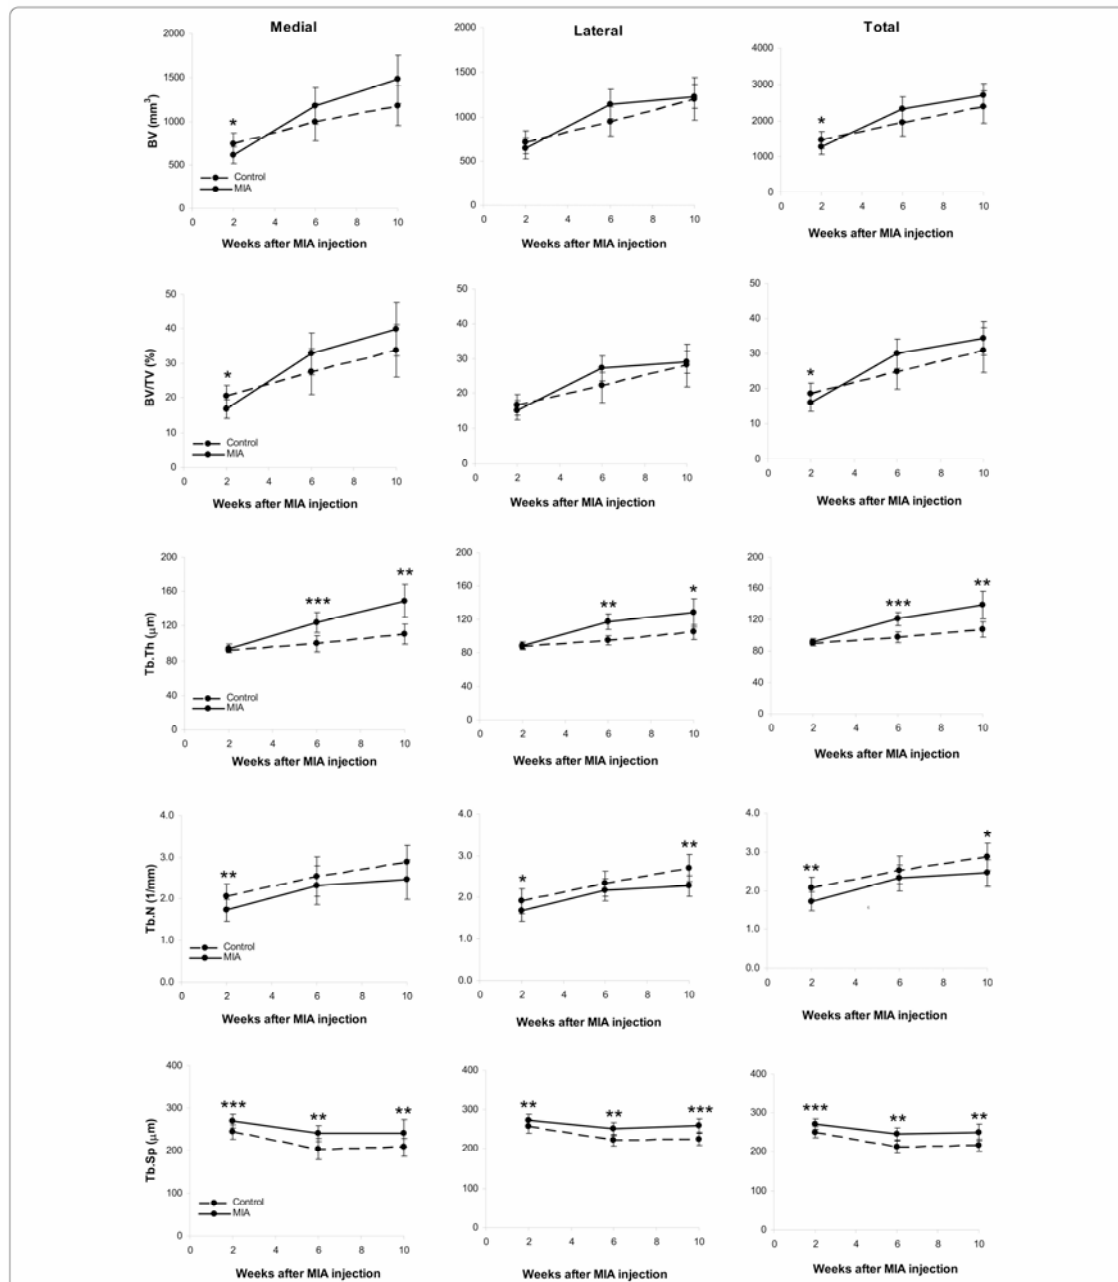 Medial Lateral Total
BV (mm³)
2000 1500 1000 500 0
*
Control
MIA
0 2 4 6 8 10
Weeks after MIA injection
2000 1500 1000 500 0
0 2 4 6 8 10
Weeks after MIA injection
4000 3000 2000 1000 0
*
0 2 4 6 8 10
Weeks after MIA injection
BV/TV (%)
50 40 30 20 10 0
*
Control
MIA
0 2 4 6 8 10
Weeks after MIA injection
50 40 30 20 10 0
0 2 4 6 8 10
Weeks after MIA injection
50 40 30 20 10 0
*
0 2 4 6 8 10
Weeks after MIA injection
Tb.Th (μm)
200 160 120 80 40 0
*** **
Control
MIA
0 2 4 6 8 10
Weeks after MIA injection
200 160 120 80 40 0
** *
0 2 4 6 8 10
Weeks after MIA injection
200 160 120 80 40 0
*** **
0 2 4 6 8 10
Weeks after MIA injection
Tb.N (1/mm)
4.0 3.0 2.0 1.0 0.0
**
Control
MIA
0 2 4 6 8 10
Weeks after MIA injection
4.0 3.0 2.0 1.0 0.0
* **
0 2 4 6 8 10
Weeks after MIA injection
4.0 3.0 2.0 1.0 0.0
** *
0 2 4 6 8 10
Weeks after MIA injection
Tb.Sp (μm)
400 300 200 100 0
*** ** **
Control
MIA
0 2 4 6 8 10
Weeks after MIA injection
400 300 200 100 0
** ** ***
0 2 4 6 8 10
Weeks after MIA injection
400 300 200 100 0
*** ** **
0 2 4 6 8 10
Weeks after MIA injection